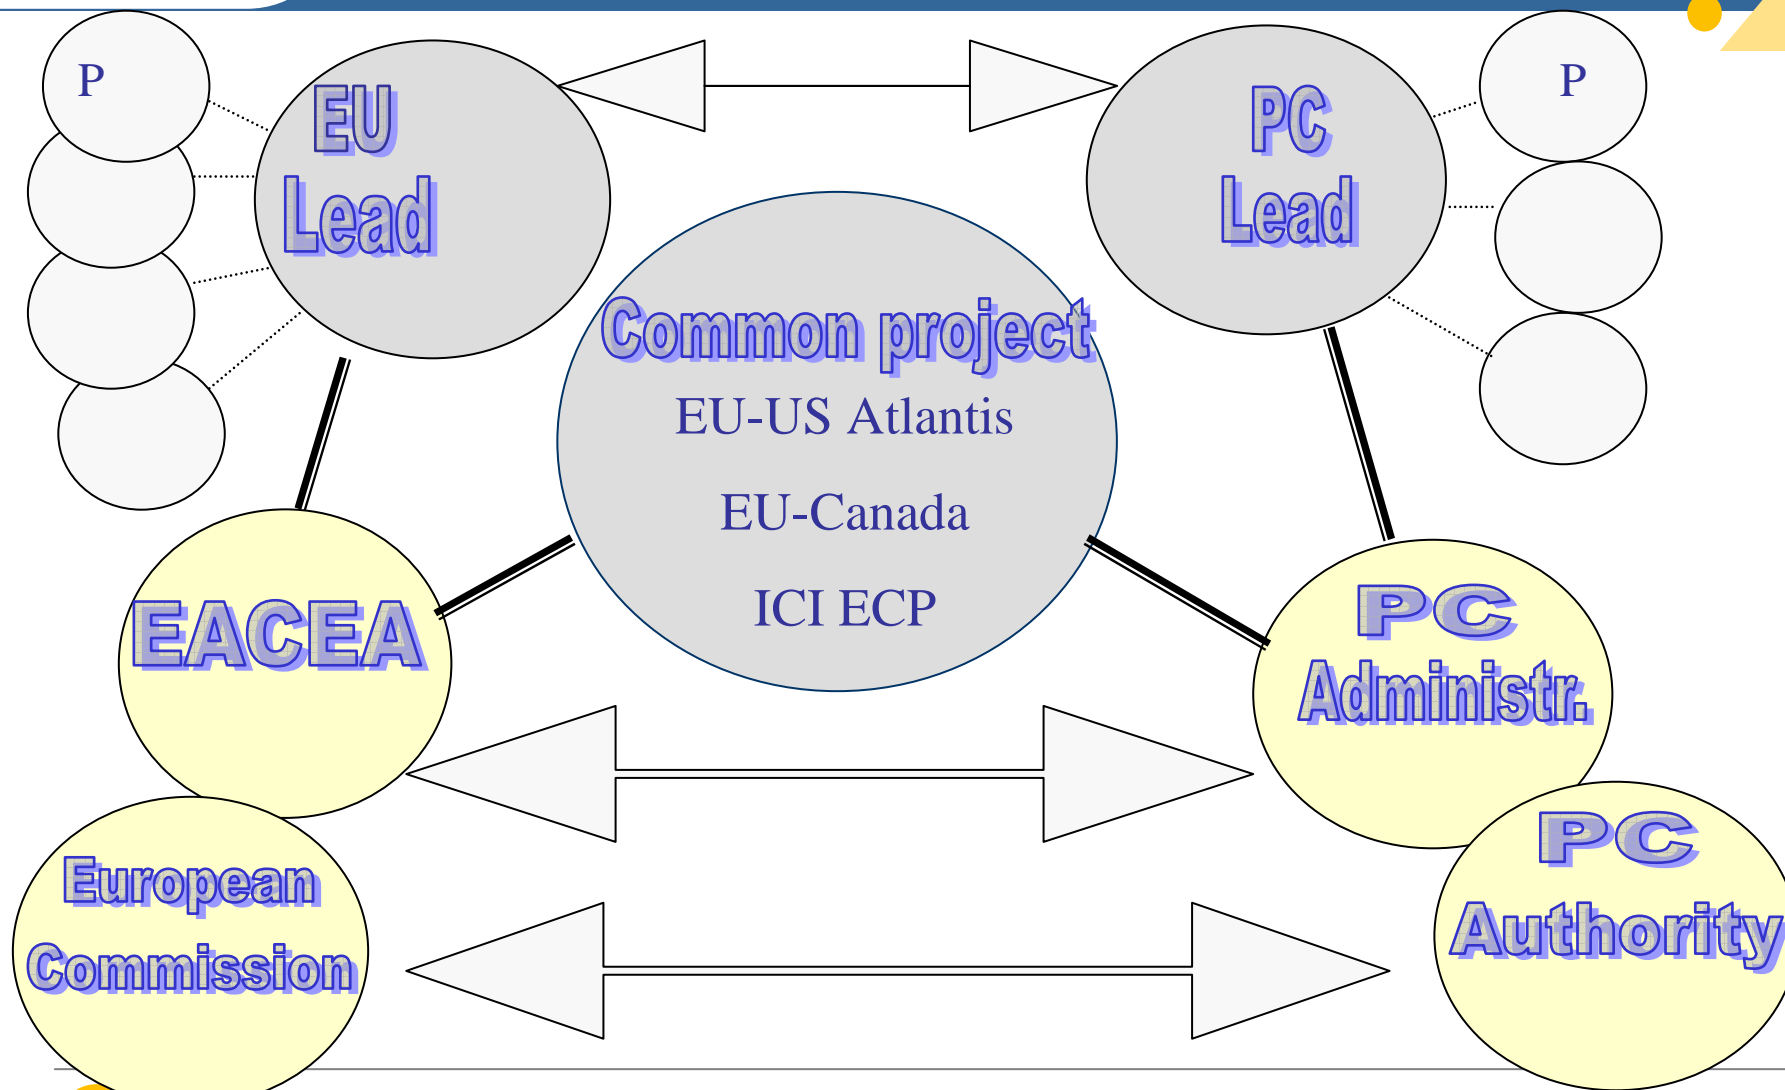 P
EU
Lead
PC
Lead
P
Common project
EU-US Atlantis
EU-Canada
ICI ECP
EACEA
PC
Administr.
European
Commission
PC
Authority